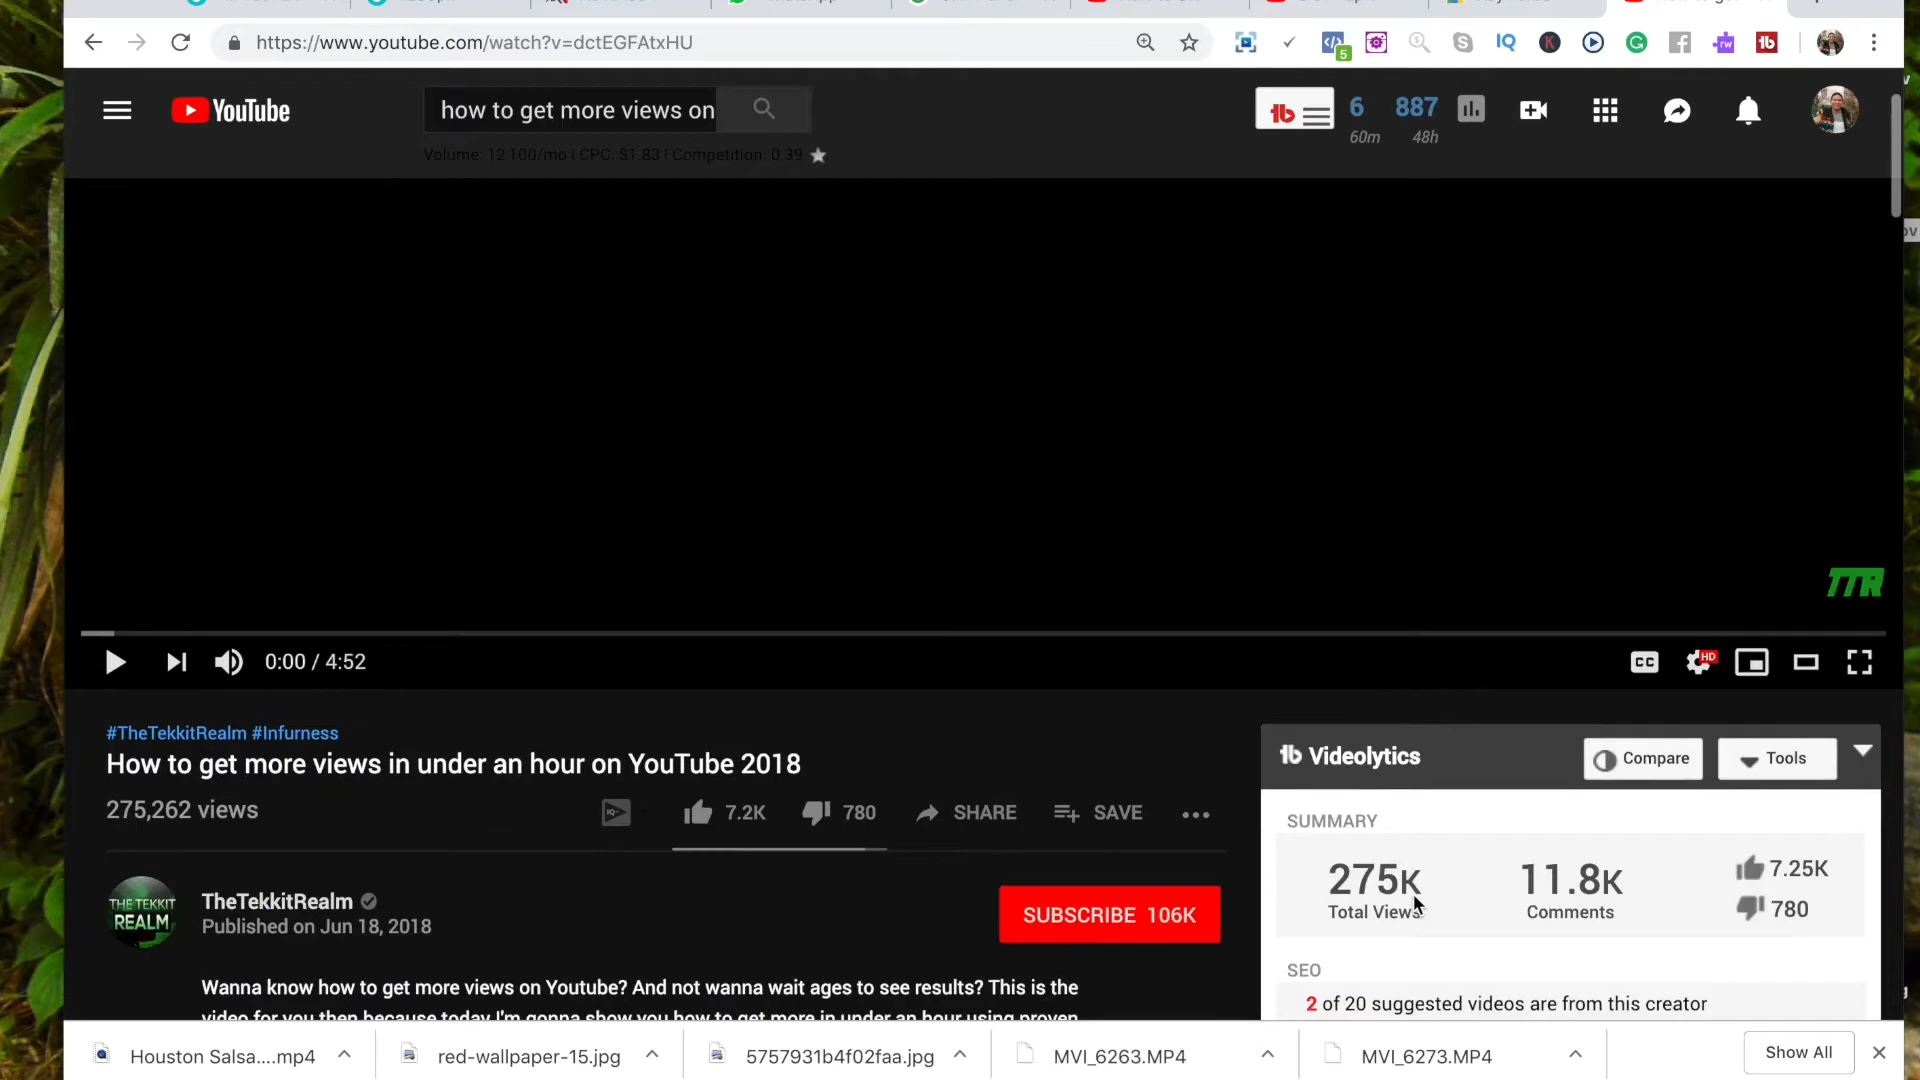 https://www.youtube.com/watch?v=dctEGFAtxHU
5
IQ
K
rw
YouTube
how to get more views on
6 887
60m 48h
Volume: 12,100/mo | CPC: $1.83 | Competition: 0.39
TTR
0:00 / 4:52
CC
HD
#TheTekkitRealm #Infurness
How to get more views in under an hour on YouTube 2018
275,262 views
7.2K
780
SHARE
SAVE
Videolytics
Compare
Tools
SUMMARY
275K
Total Views
11.8K
Comments
7.25K
780
THE TEKKIT
REALM
TheTekkitRealm
Published on Jun 18, 2018
SUBSCRIBE 106K
SEO
2 of 20 suggested videos are from this creator
Wanna know how to get more views on Youtube? And not wanna wait ages to see results? This is the
video for you then because today I'm gonna show you how to get more in under an hour using proven
Houston Salsa....mp4
red-wallpaper-15.jpg
5757931b4f02faa.jpg
MVI_6263.MP4
MVI_6273.MP4
Show All